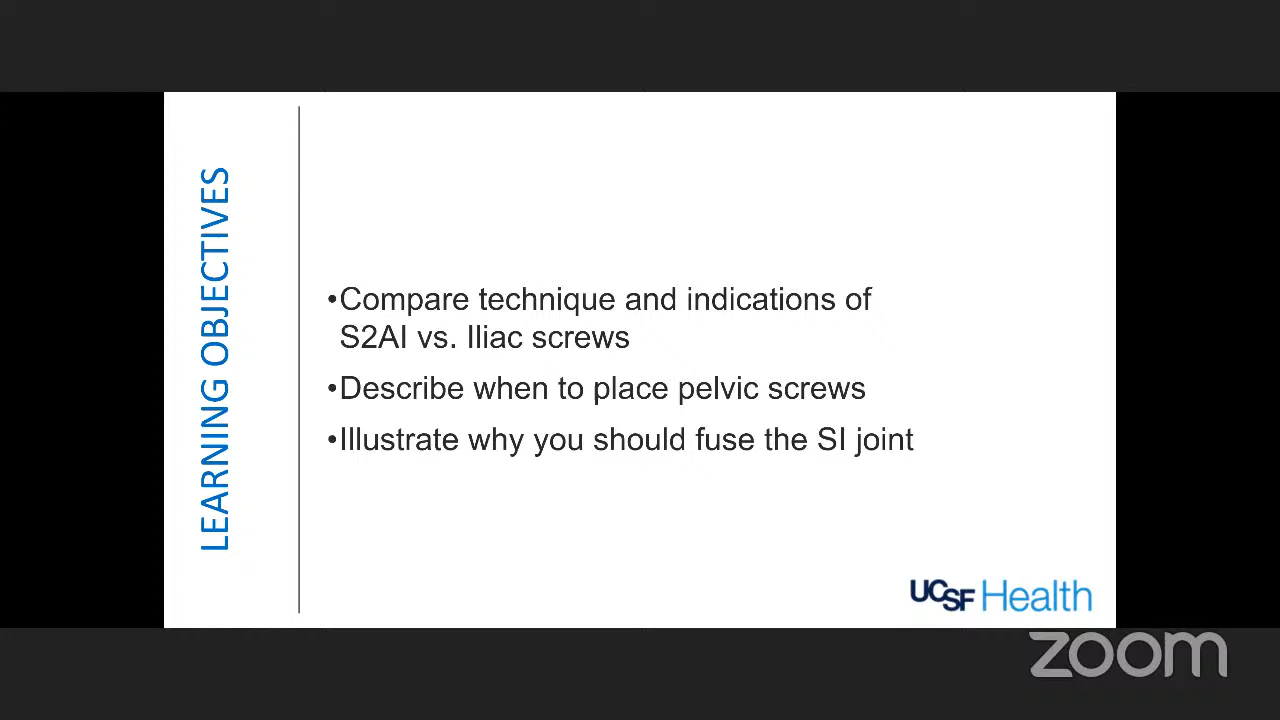 LEARNING OBJECTIVES
•Compare technique and indications of
S2AI vs. Iliac screws
•Describe when to place pelvic screws
•Illustrate why you should fuse the SI joint
UCSF Health
zoom